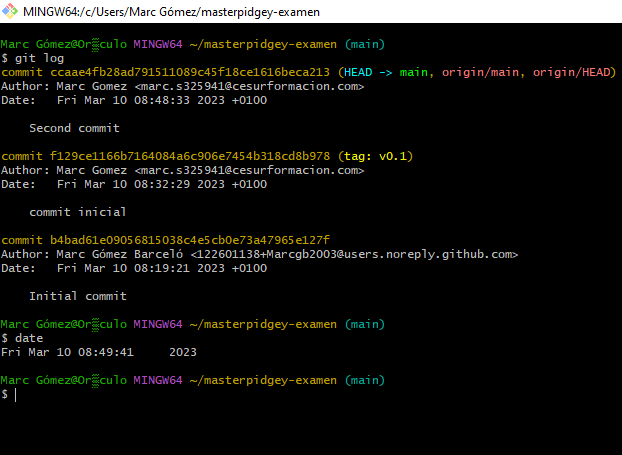 MINGW64:/c/Users/Marc Gómez/masterpidgey-examen
Marc Gómez@Or▒culo MINGW64 ~/masterpidgey-examen (main)
$ git log
commit ccaae4fb28ad791511089c45f18ce1616beca213 (HEAD -> main, origin/main, origin/HEAD)
Author: Marc Gomez <marc.s325941@cesurformacion.com>
Date:   Fri Mar 10 08:48:33 2023 +0100
    Second commit
commit f129ce1166b7164084a6c906e7454b318cd8b978 (tag: v0.1)
Author: Marc Gomez <marc.s325941@cesurformacion.com>
Date:   Fri Mar 10 08:32:29 2023 +0100
    commit inicial
commit b4bad61e09056815038c4e5cb0e73a47965e127f
Author: Marc Gómez Barceló <122601138+Marcgb2003@users.noreply.github.com>
Date:   Fri Mar 10 08:19:21 2023 +0100
    Initial commit
Marc Gómez@Or▒culo MINGW64 ~/masterpidgey-examen (main)
$ date
Fri Mar 10 08:49:41     2023
Marc Gómez@Or▒culo MINGW64 ~/masterpidgey-examen (main)
$